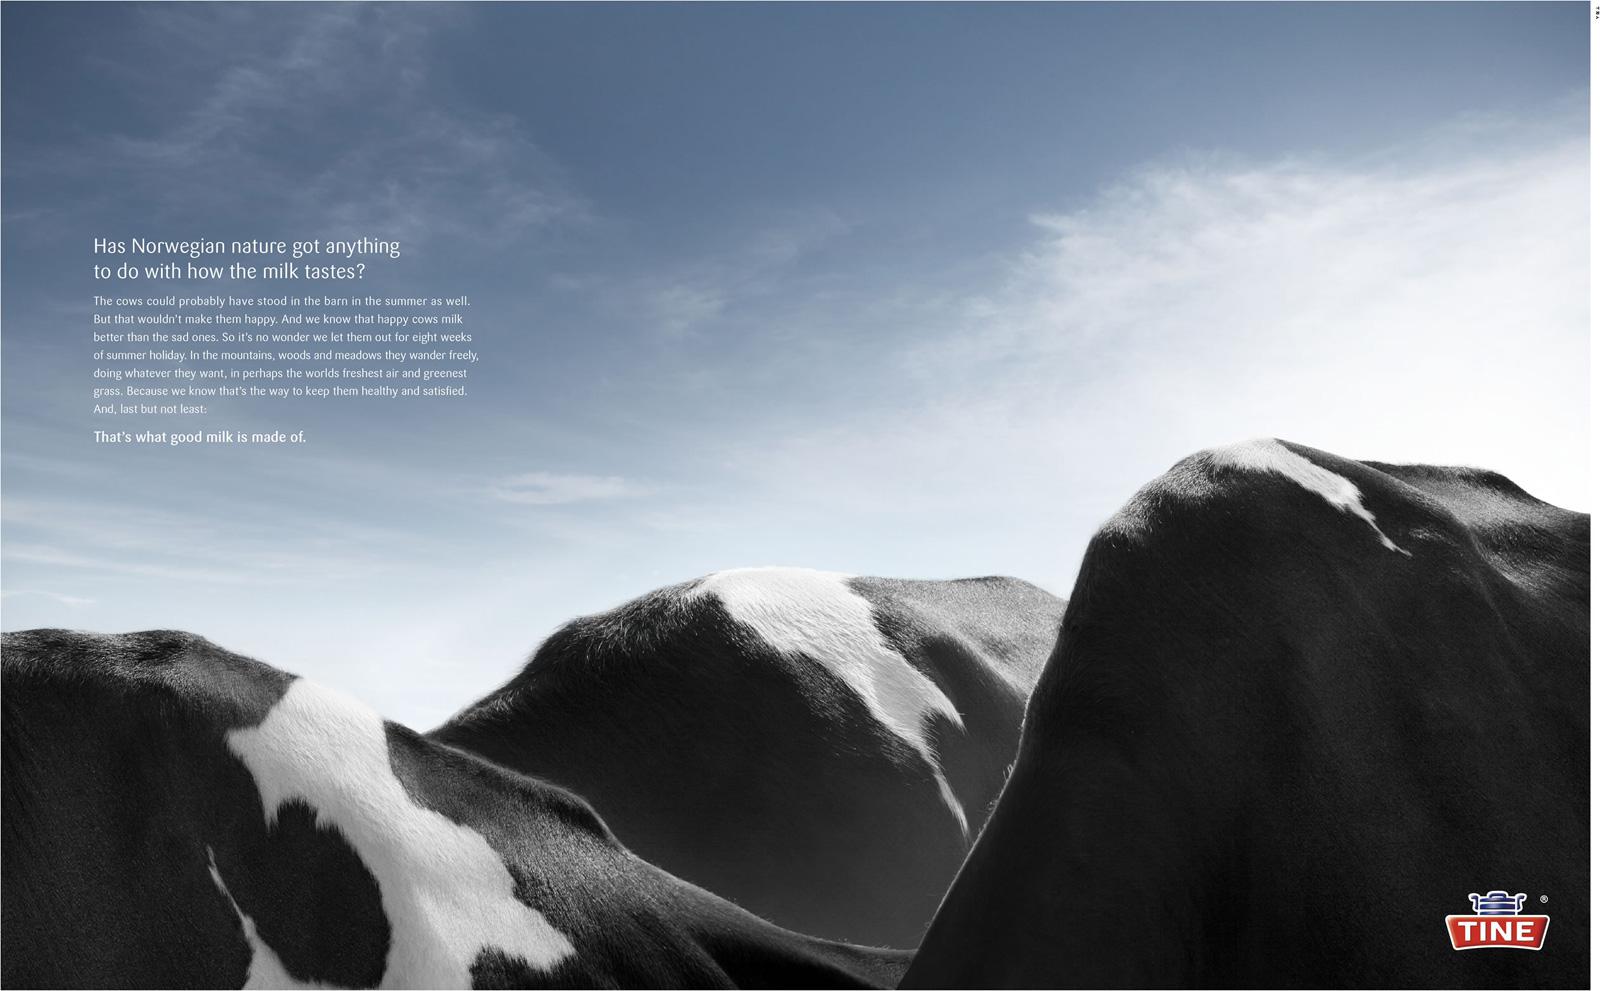 Has Norwegian nature got anything
to do with how the milk tastes?
The cows could probably have stood in the barn in the summer as well.
But that wouldn't make them happy. And we know that happy cows milk
better than the sad ones. So it's no wonder we let them out for eight weeks
of summer holiday. In the mountains, woods and meadows they wander freely,
doing whatever they want, in perhaps the worlds freshest air and greenest
grass. Because we know that's the way to keep them healthy and satisfied.
And, last but not least:
That's what good milk is made of.
TINE ®